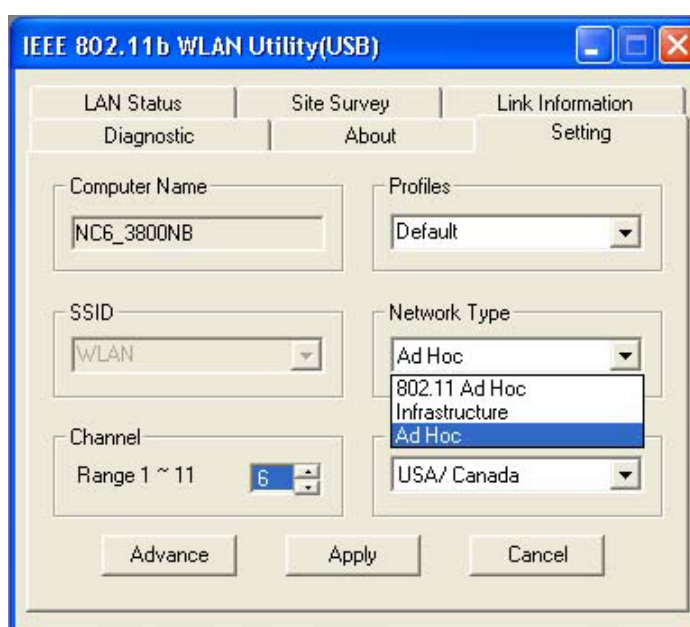 IEEE 802.11b WLAN Utility(USB)
LAN Status
Site Survey
Link Information
Diagnostic
About
Setting
Computer Name
NC6_3800NB
Profiles
Default
SSID
WLAN
Network Type
Ad Hoc
802.11 Ad Hoc
Infrastructure
Ad Hoc
Channel
Range 1 ~ 11
6
USA/ Canada
Advance
Apply
Cancel